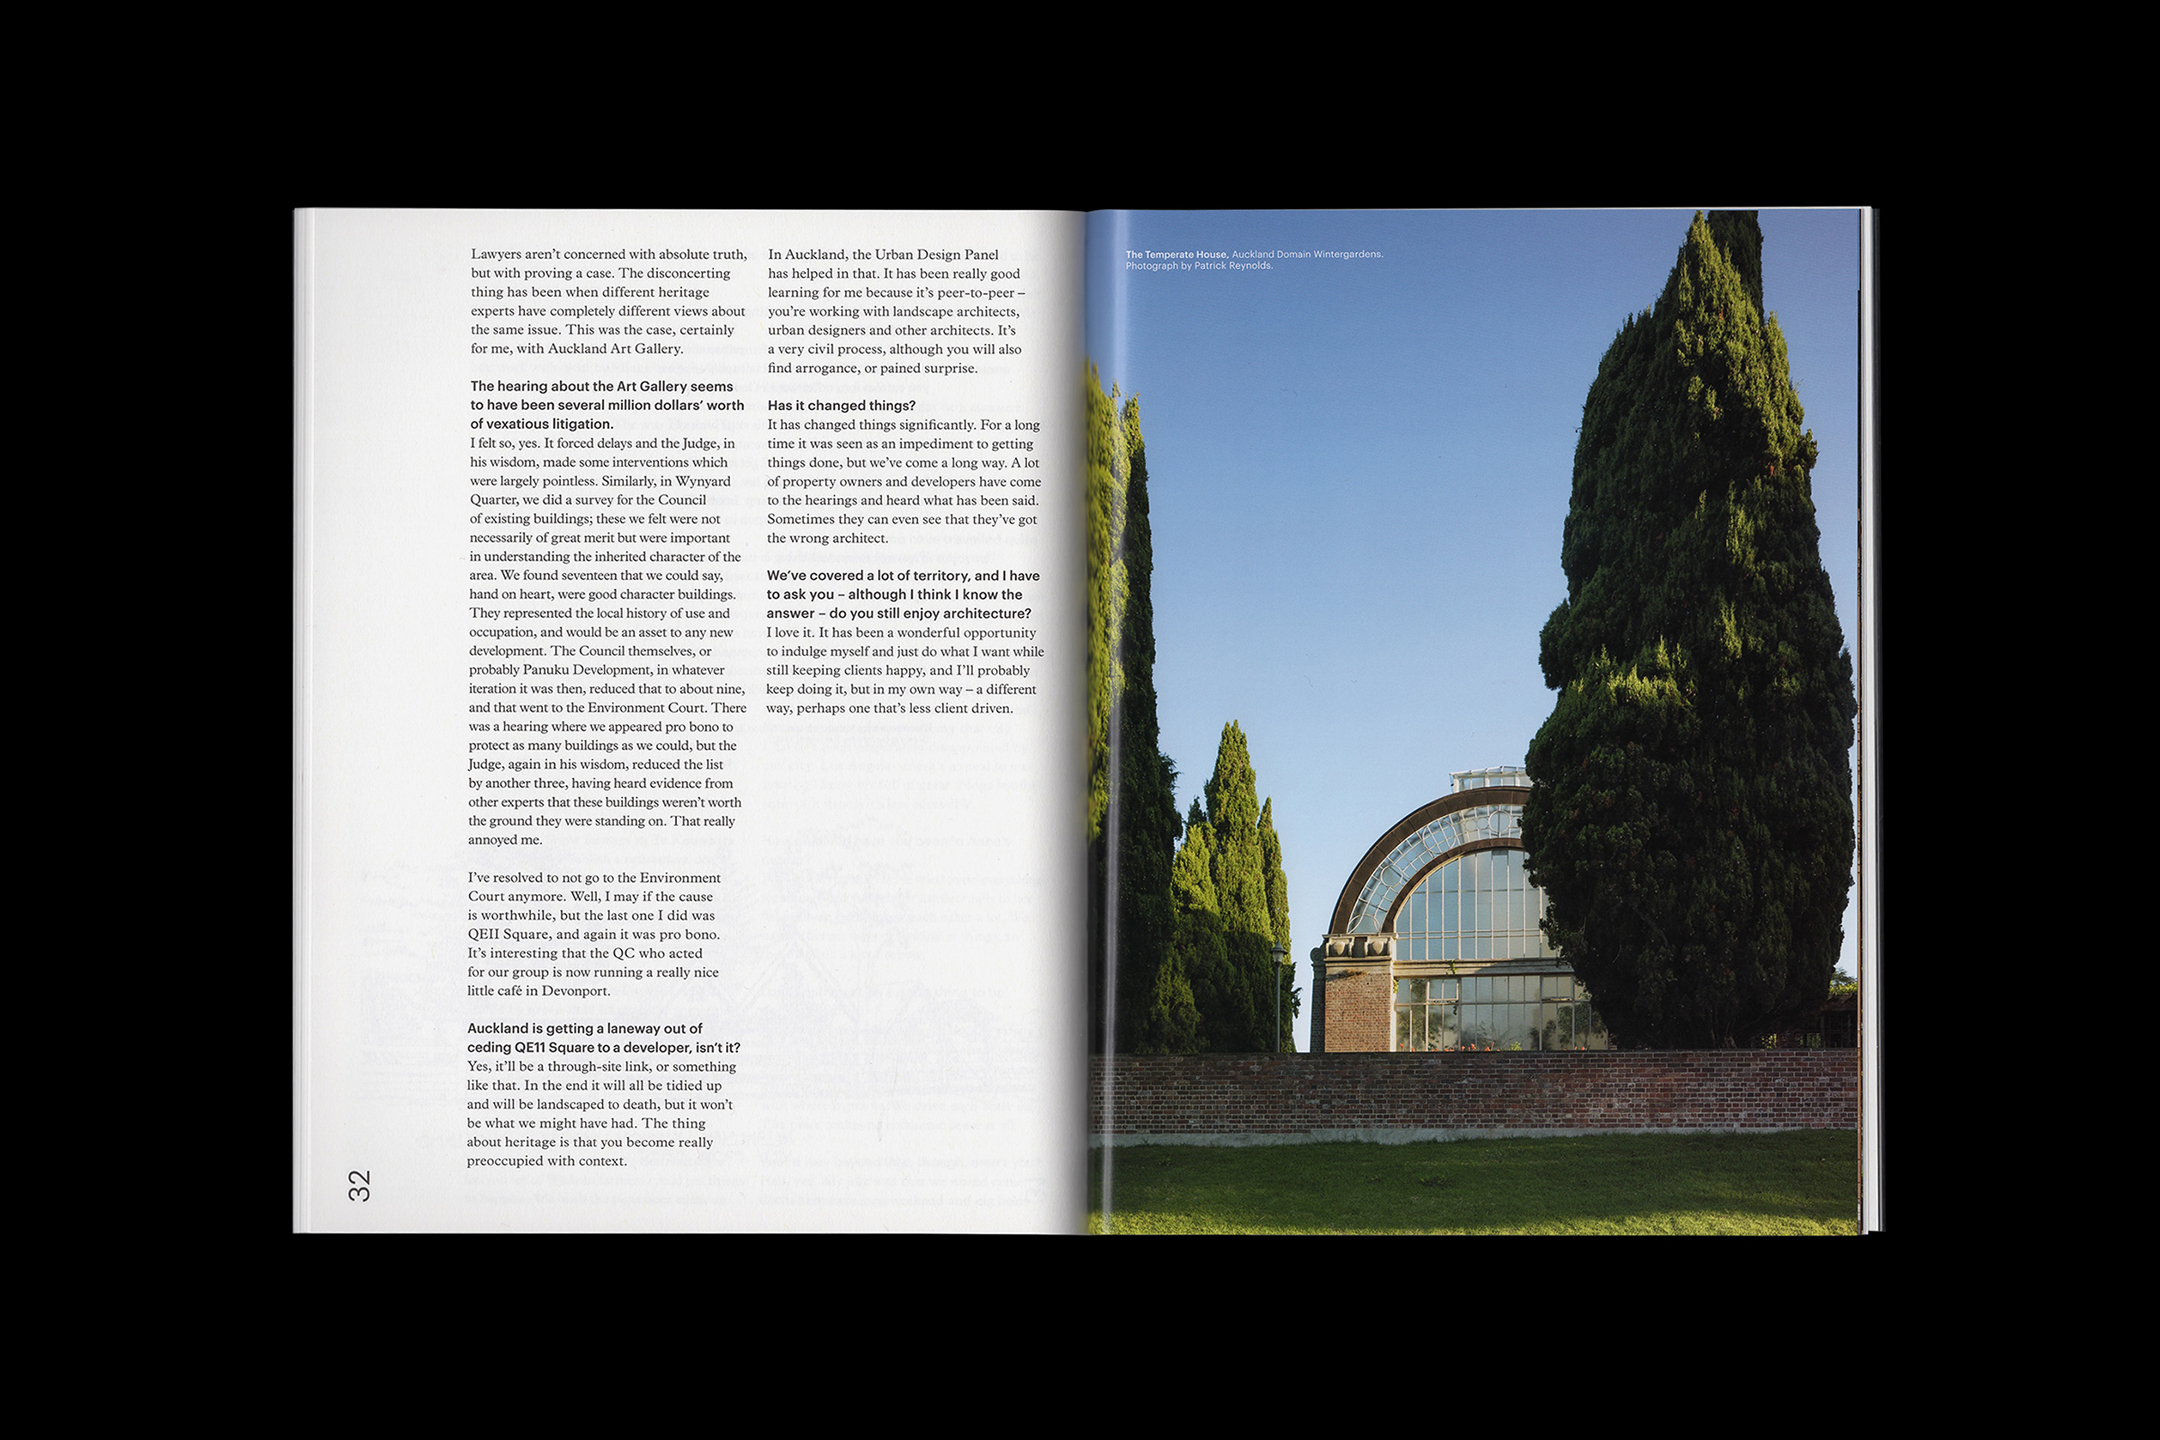 Lawyers aren’t concerned with absolute truth,
but with proving a case. The disconcerting
thing has been when different heritage
experts have completely different views about
the same issue. This was the case, certainly
for me, with Auckland Art Gallery.
The hearing about the Art Gallery seems
to have been several million dollars’ worth
of vexatious litigation.
I felt so, yes. It forced delays and the Judge, in
his wisdom, made some interventions which
were largely pointless. Similarly, in Wynyard
Quarter, we did a survey for the Council
of existing buildings; these we felt were not
necessarily of great merit but were important
in understanding the inherited character of the
area. We found seventeen that we could say,
hand on heart, were good character buildings.
They represented the local history of use and
occupation, and would be an asset to any new
development. The Council themselves, or
probably Panuku Development, in whatever
iteration it was then, reduced that to about nine,
and that went to the Environment Court. There
was a hearing where we appeared pro bono to
protect as many buildings as we could, but the
Judge, again in his wisdom, reduced the list
by another three, having heard evidence from
other experts that these buildings weren’t worth
the ground they were standing on. That really
annoyed me.
I’ve resolved to not go to the Environment
Court anymore. Well, I may if the cause
is worthwhile, but the last one I did was
QEII Square, and again it was pro bono.
It’s interesting that the QC who acted
for our group is now running a really nice
little café in Devonport.
Auckland is getting a laneway out of
ceding QE11 Square to a developer, isn’t it?
Yes, it’ll be a through-site link, or something
like that. In the end it will all be tidied up
and will be landscaped to death, but it won’t
be what we might have had. The thing
about heritage is that you become really
preoccupied with context.
In Auckland, the Urban Design Panel
has helped in that. It has been really good
learning for me because it’s peer-to-peer –
you’re working with landscape architects,
urban designers and other architects. It’s
a very civil process, although you will also
find arrogance, or pained surprise.
Has it changed things?
It has changed things significantly. For a long
time it was seen as an impediment to getting
things done, but we’ve come a long way. A lot
of property owners and developers have come
to the hearings and heard what has been said.
Sometimes they can even see that they’ve got
the wrong architect.
We’ve covered a lot of territory, and I have
to ask you – although I think I know the
answer – do you still enjoy architecture?
I love it. It has been a wonderful opportunity
to indulge myself and just do what I want while
still keeping clients happy, and I’ll probably
keep doing it, but in my own way – a different
way, perhaps one that’s less client driven.
32
The Temperate House, Auckland Domain Wintergardens.
Photograph by Patrick Reynolds.